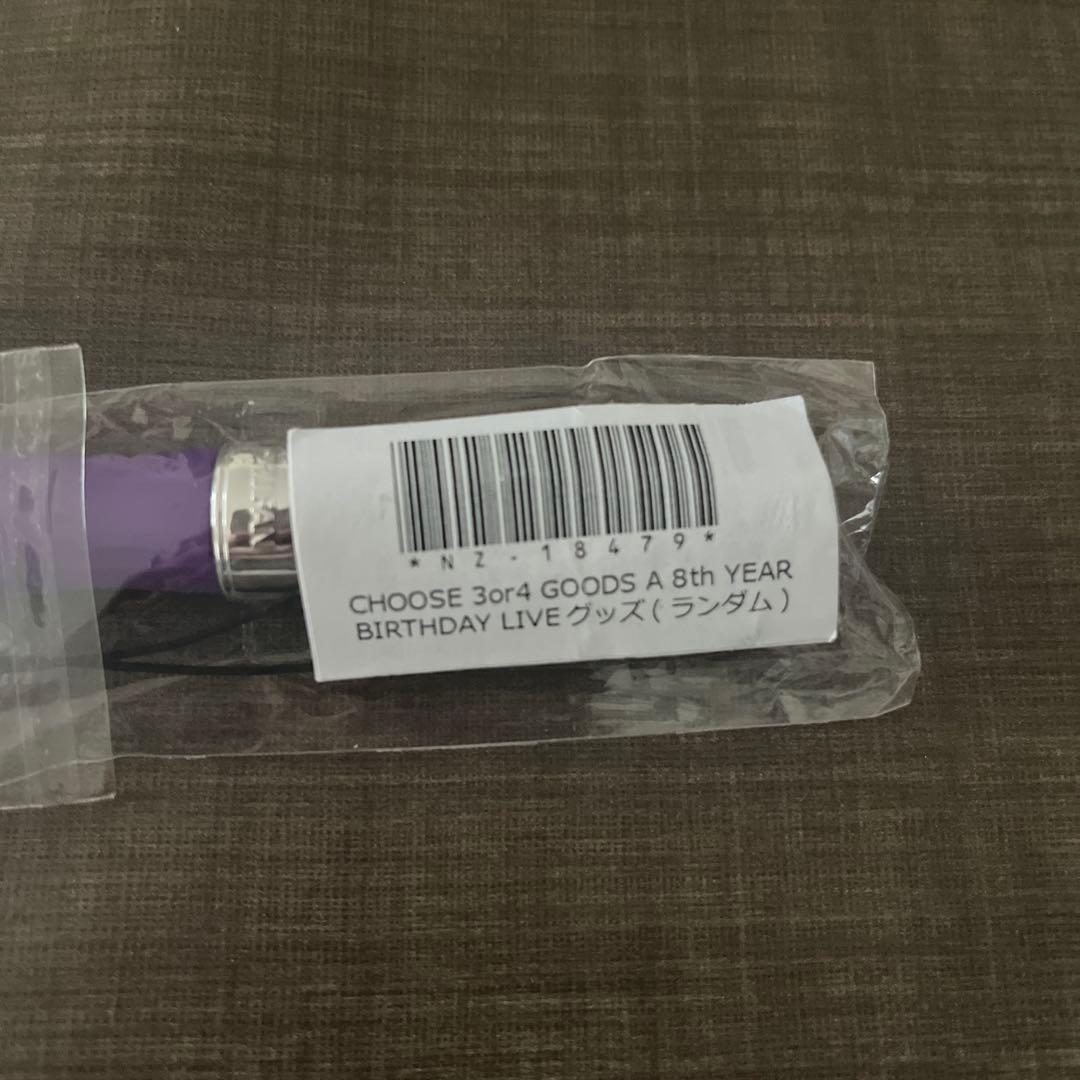 *NZ-18479*
CHOOSE 3or4 GOODS A 8th YEAR
BIRTHDAY LIVEグッズ(ランダム)